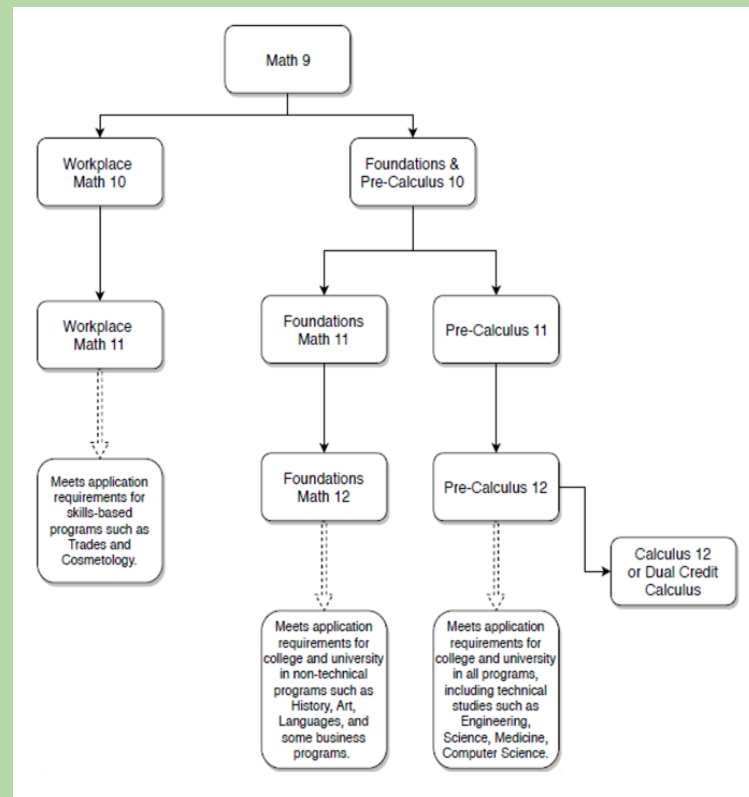 Math 9
Workplace
Math 10
Foundations &
Pre-Calculus 10
Workplace
Math 11
Foundations
Math 11
Pre-Calculus 11
Meets application
requirements for
skills-based
programs such as
Trades and
Cosmetology.
Foundations
Math 12
Pre-Calculus 12
Calculus 12
or Dual Credit
Calculus
Meets application
requirements for
college and university
in non-technical
programs such as
History, Art,
Languages, and
some business
programs.
Meets application
requirements for
college and university
in all programs,
including technical
studies such as
Engineering,
Science, Medicine,
Computer Science.